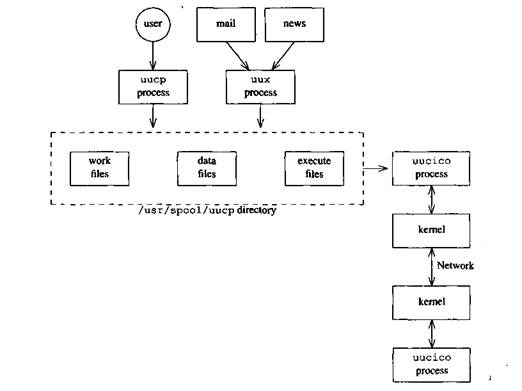 user
mail
news
uucp
process
uux
process
work
files
data
files
execute
files
uucico
process
/usr/spool/uucp directory
kernel
Network
kernel
uucico
process